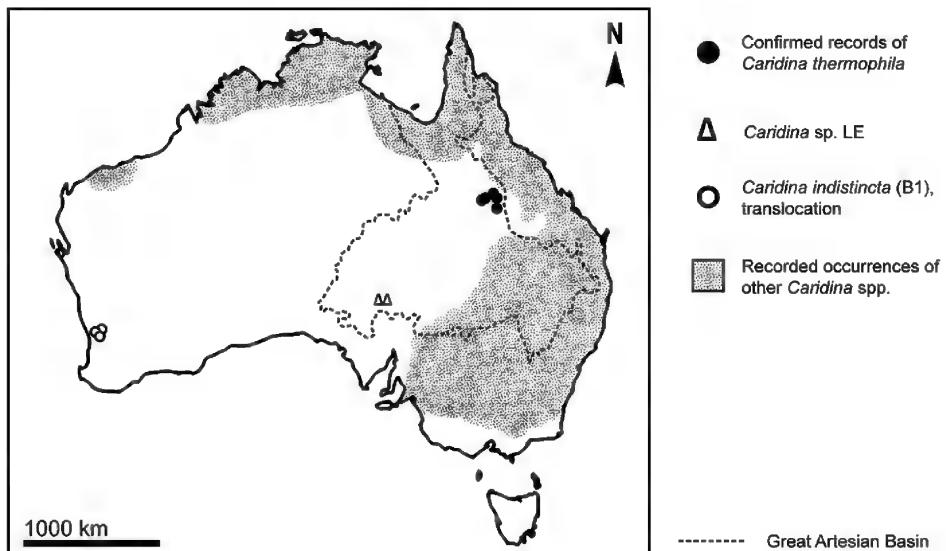 N
1000 km
Confirmed records of
Caridina thermophila
Caridina sp. LE
Caridina indistincta (B1),
translocation
Recorded occurrences of
other Caridina spp.
Great Artesian Basin